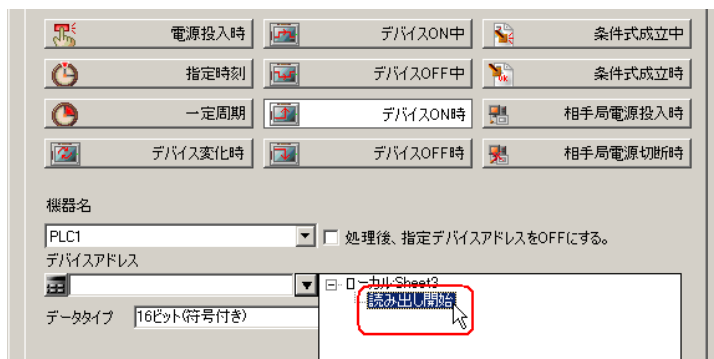 電源投入時 デバイスON中 条件式成立中
指定時刻 デバイスOFF中 条件式成立時
一定周期 デバイスON時 相手局電源投入時
デバイス変化時 デバイスOFF時 相手局電源切断時
機器名
PLC1 処理後、指定デバイスアドレスをOFFにする。
デバイスアドレス
ローカル:Sheet3
読み出し開始
データタイプ 16ビット(符号付き)